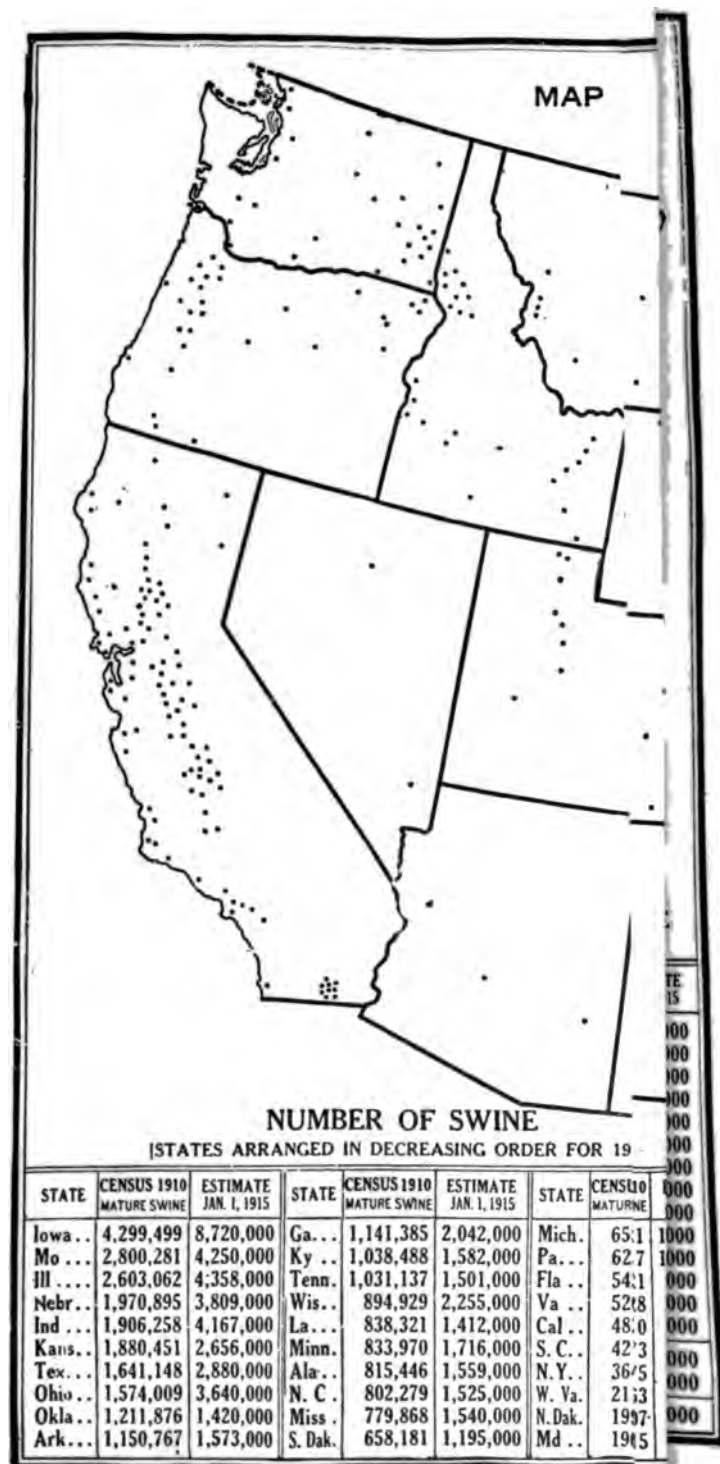 MAP
NUMBER OF SWINE
STATES ARRANGED IN DECREASING ORDER FOR 19
STATE CENSUS 1910 MATURE SWINE ESTIMATE JAN. 1, 1915 STATE CENSUS 1910 MATURE SWINE ESTIMATE JAN. 1, 1915 STATE
Iowa.. 4,299,499 8,720,000 Ga... 1,141,385 2,042,000 Mich.
Mo ... 2,800,281 4,250,000 Ky .. 1,038,488 1,582,000 Pa...
Ill .... 2,603,062 4,358,000 Tenn. 1,031,137 1,501,000 Fla ..
Nebr.. 1,970,895 3,809,000 Wis.. 894,929 2,255,000 Va ..
Ind ... 1,906,258 4,167,000 La... 838,321 1,412,000 Cal ..
Kans.. 1,880,451 2,656,000 Minn. 833,970 1,716,000 S. C..
Tex... 1,641,148 2,880,000 Ala.. 815,446 1,559,000 N.Y..
Ohio.. 1,574,009 3,640,000 N. C . 802,279 1,525,000 W. Va.
Okla.. 1,211,876 1,420,000 Miss . 779,868 1,540,000 N. Dak.
Ark... 1,150,767 1,573,000 S. Dak. 658,181 1,195,000 Md ..